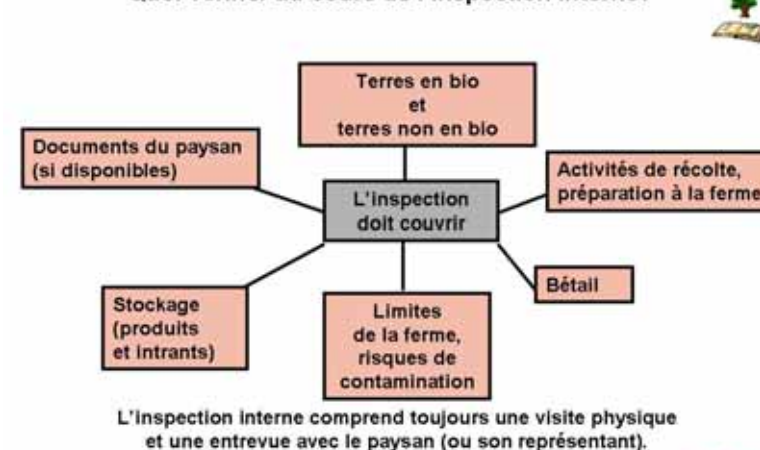 Terres en bio
et
terres non en bio
Documents du paysan
(si disponibles)
Activités de récolte,
préparation à la ferme
L'inspection
doit couvrir
Bétail
Stockage
(produits
et intrants)
Limites
de la ferme,
risques de
contamination
L'inspection interne comprend toujours une visite physique
et une entrevue avec le paysan (ou son représentant).